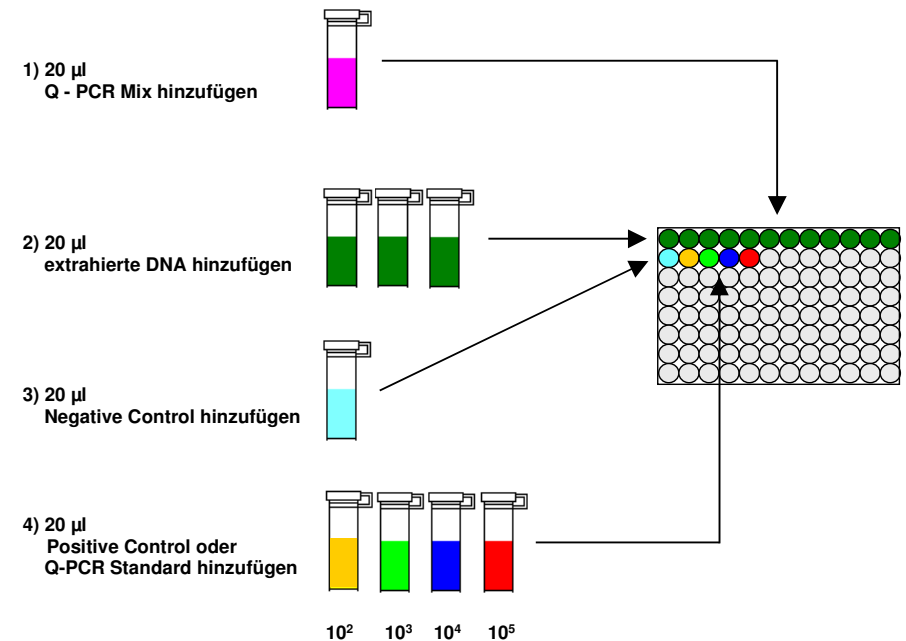 1) 20 µl
Q - PCR Mix hinzufügen
2) 20 µl
extrahierte DNA hinzufügen
3) 20 µl
Negative Control hinzufügen
4) 20 µl
Positive Control oder
Q-PCR Standard hinzufügen
10² 10³ 10⁴ 10⁵